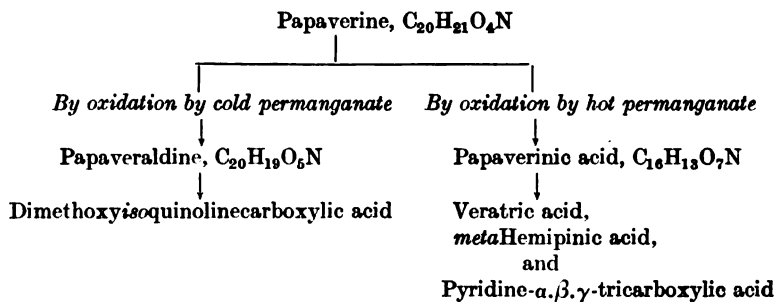 Papaverine, C20H21O4N
By oxidation by cold permanganate By oxidation by hot permanganate
Papaveraldine, C20H19O5N Papaverinic acid, C16H13O7N
Dimethoxyisoquinolinecarboxylic acid Veratric acid,
metaHemipinic acid,
and
Pyridine-α.β.γ-tricarboxylic acid